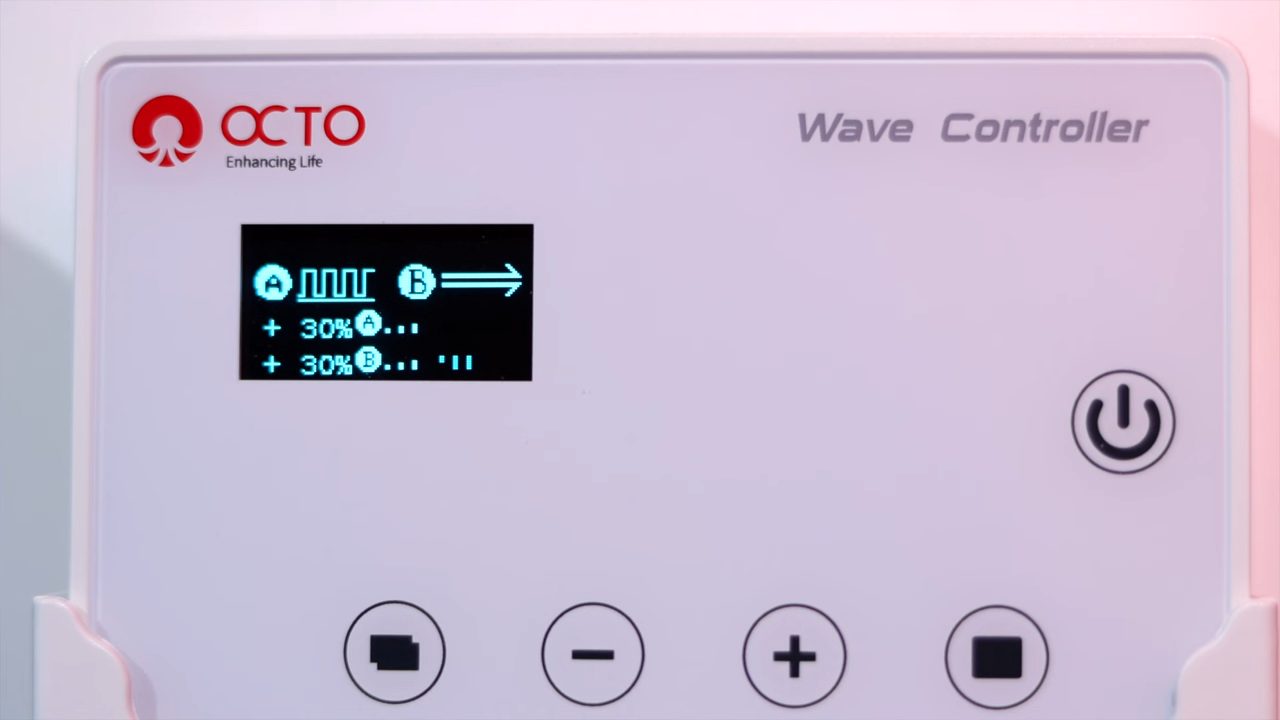 OCTO
Enhancing Life
Wave Controller
A B
+ 30% A...
+ 30% B...